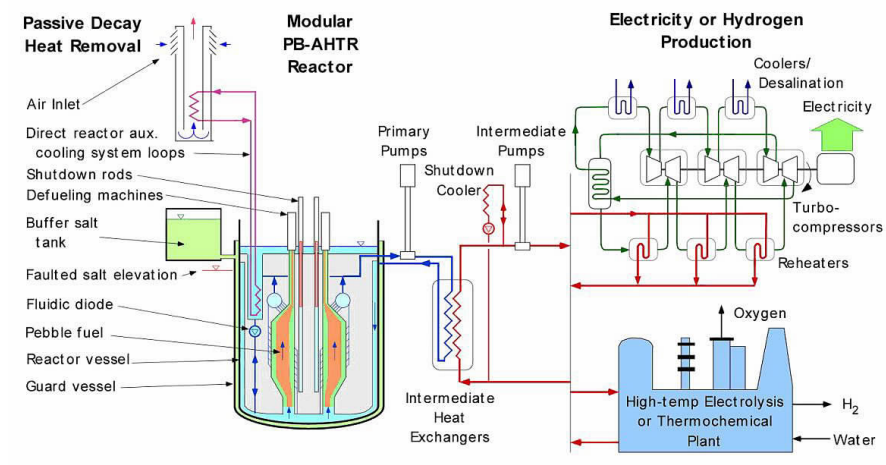 Passive Decay
Heat Removal
Modular
PB-AHTR
Reactor
Electricity or Hydrogen
Production
Coolers/
Desalination
Electricity
Air Inlet
Direct reactor aux.
cooling system loops
Shutdown rods
Defueling machines
Buffer salt
tank
Faulted salt elevation
Fluidic diode
Pebble fuel
Reactor vessel
Guard vessel
Primary
Pumps
Intermediate
Pumps
Shutdown
Cooler
Turbo-
compressors
Reheaters
Intermediate
Heat
Exchangers
Oxygen
High-temp Electrolysis
or Thermochemical
Plant
H2
Water